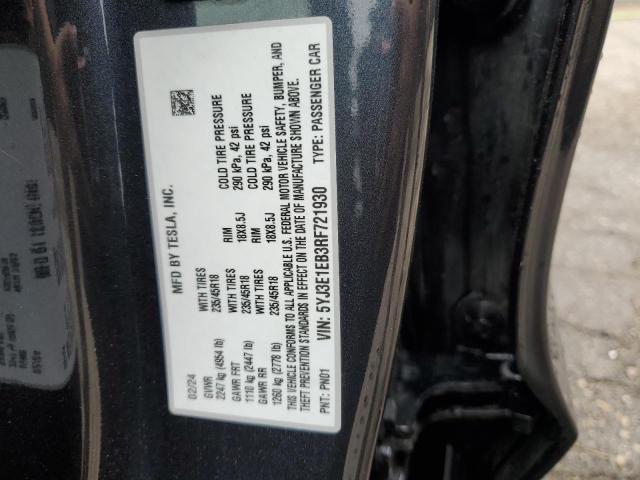 MFD BY TESLA, INC.
02/24
GVWR WITH TIRES RIM COLD TIRE PRESSURE
2247 kg (4954 lb) 235/45R18 18X8.5J 290 kPa, 42 psi
GAWR FRT WITH TIRES RIM COLD TIRE PRESSURE
1110 kg (2447 lb) 235/45R18 18X8.5J 290 kPa, 42 psi
GAWR RR
1260 kg (2778 lb) 235/45R18 18X8.5J
THIS VEHICLE CONFORMS TO ALL APPLICABLE U.S. FEDERAL MOTOR VEHICLE SAFETY, BUMPER, AND
THEFT PREVENTION STANDARDS IN EFFECT ON THE DATE OF MANUFACTURE SHOWN ABOVE.
PNT: PN01 VIN: 5YJ3E1EB3RF721930 TYPE: PASSENGER CAR